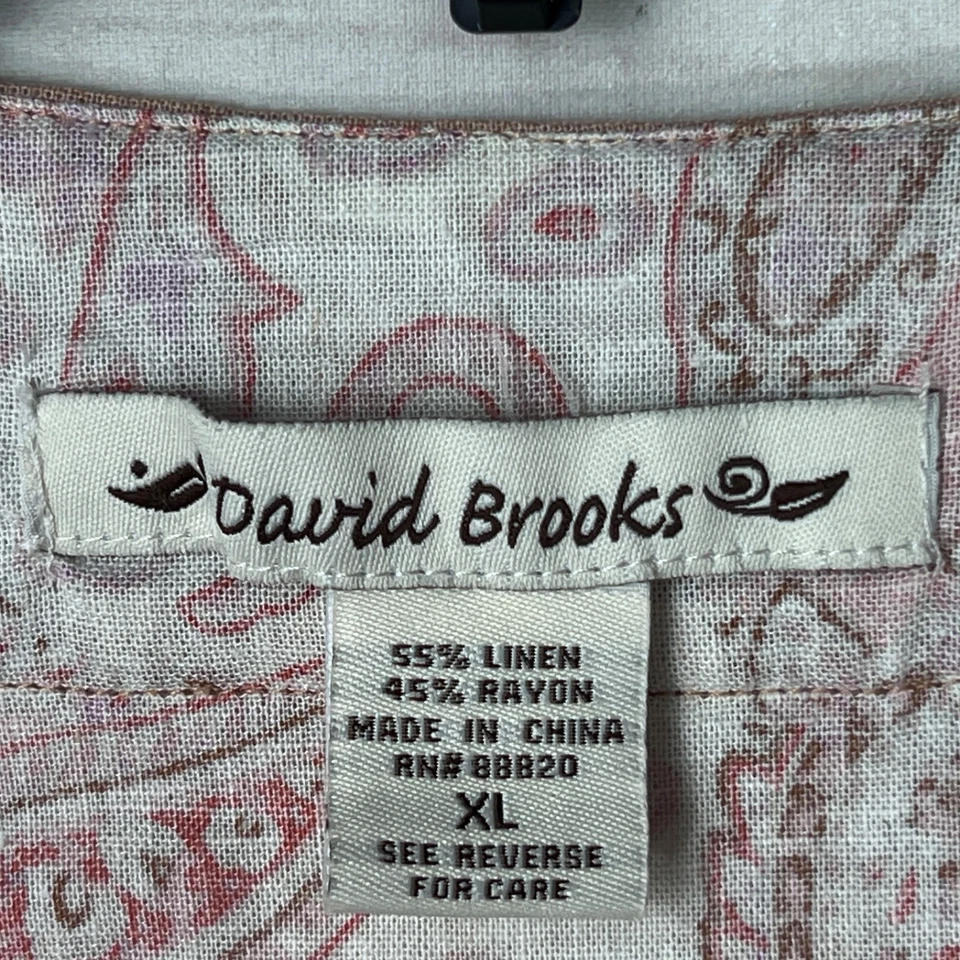 David Brooks
55% LINEN
45% RAYON
MADE IN CHINA
RN# 88820
XL
SEE REVERSE
FOR CARE